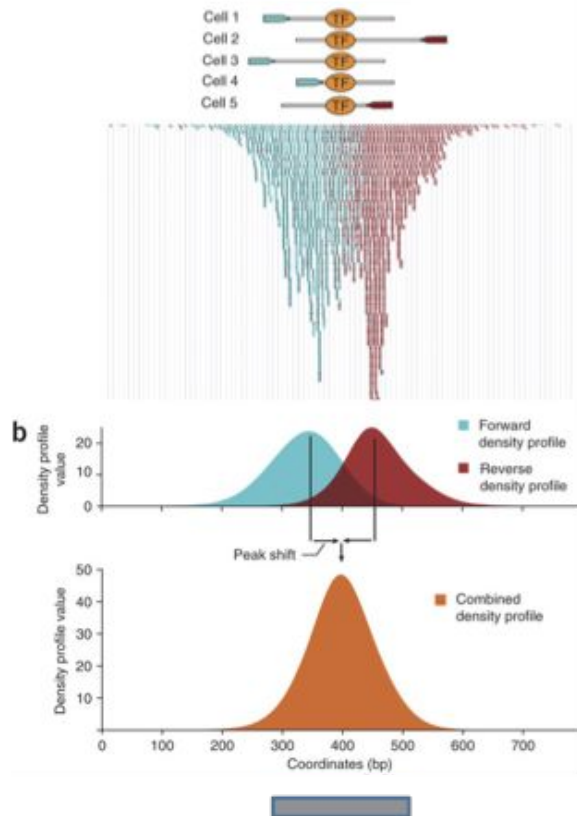 Cell 1
TF
Cell 2
TF
Cell 3
TF
Cell 4
TF
Cell 5
TF
b
Density profile
value
20
10
0
Forward
density profile
Reverse
density profile
Peak shift
Density profile value
50
40
30
20
10
Combined
density profile
0 100 200 300 400 500 600 700
Coordinates (bp)